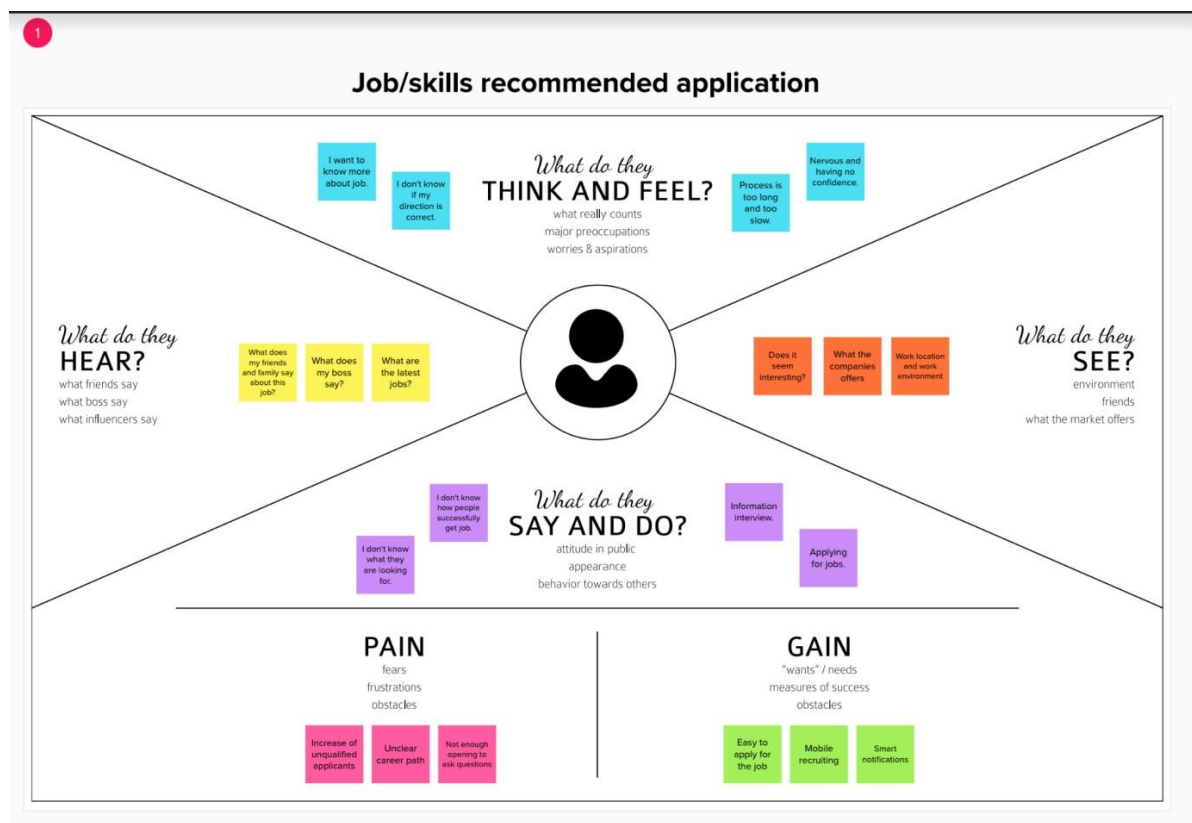 1
Job/skills recommended application
I want to
know more
about job.
I don't know
if my
direction is
correct.
What do they
THINK AND FEEL?
what really counts
major preoccupations
worries & aspirations
Process is
too long
and too
slow.
Nervous and
having no
confidence.
What do they
HEAR?
what friends say
what boss say
what influencers say
What does
my friends
and family say
about this
job?
What does
my boss
say?
What are
the latest
jobs?
Does it
seem
interesting?
What the
companies
offers
Work location
and work
environment
What do they
SEE?
environment
friends
what the market offers
I don't know
how people
successfully
get job.
I don't know
what they
are looking
for.
What do they
SAY AND DO?
attitude in public
appearance
behavior towards others
Information
interview.
Applying
for jobs.
PAIN
fears
frustrations
obstacles
Increase of
unqualified
applicants
Unclear
career path
Not enough
opening to
ask questions
GAIN
"wants" / needs
measures of success
obstacles
Easy to
apply for
the job
Mobile
recruiting
Smart
notifications